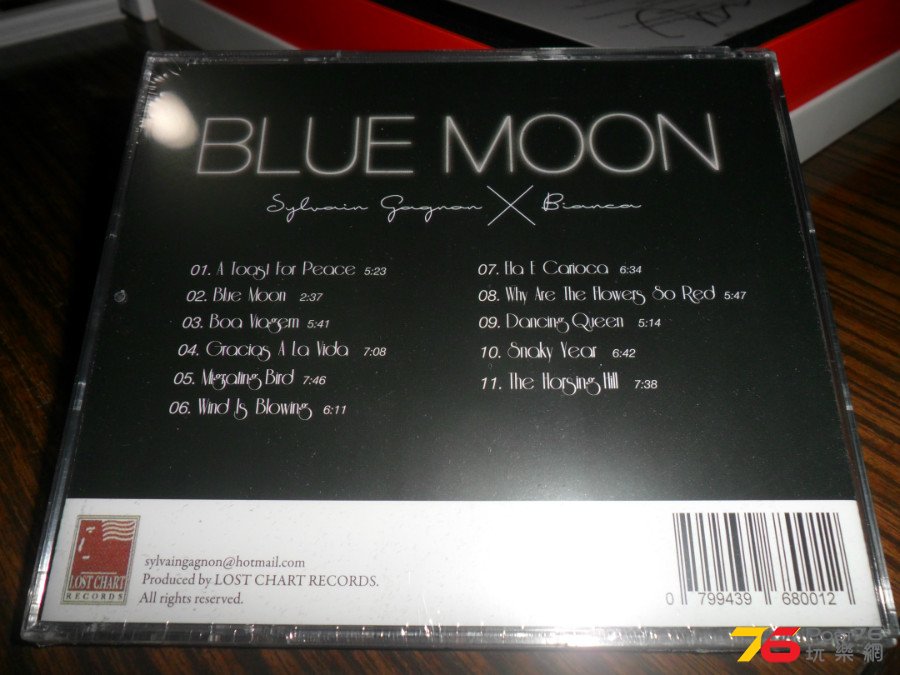 BLUE MOON
Sylvain Gagnon X Bianca
01. A Toast For Peace 5:23
02. Blue Moon 2:37
03. Boa Viagem 5:41
04. Gracias A La Vida 7:08
05. Migrating Bird 7:46
06. Wind Is Blowing 6:11
07. Ela E Carioca 6:34
08. Why Are The Flowers So Red 5:47
09. Dancing Queen 5:14
10. Snaky Year 6:42
11. The Horsing Hill 7:38
LOST CHART
RECORDS
sylvaingagnon@hotmail.com
Produced by LOST CHART RECORDS.
All rights reserved.
0 799439 680012
76
玩樂網